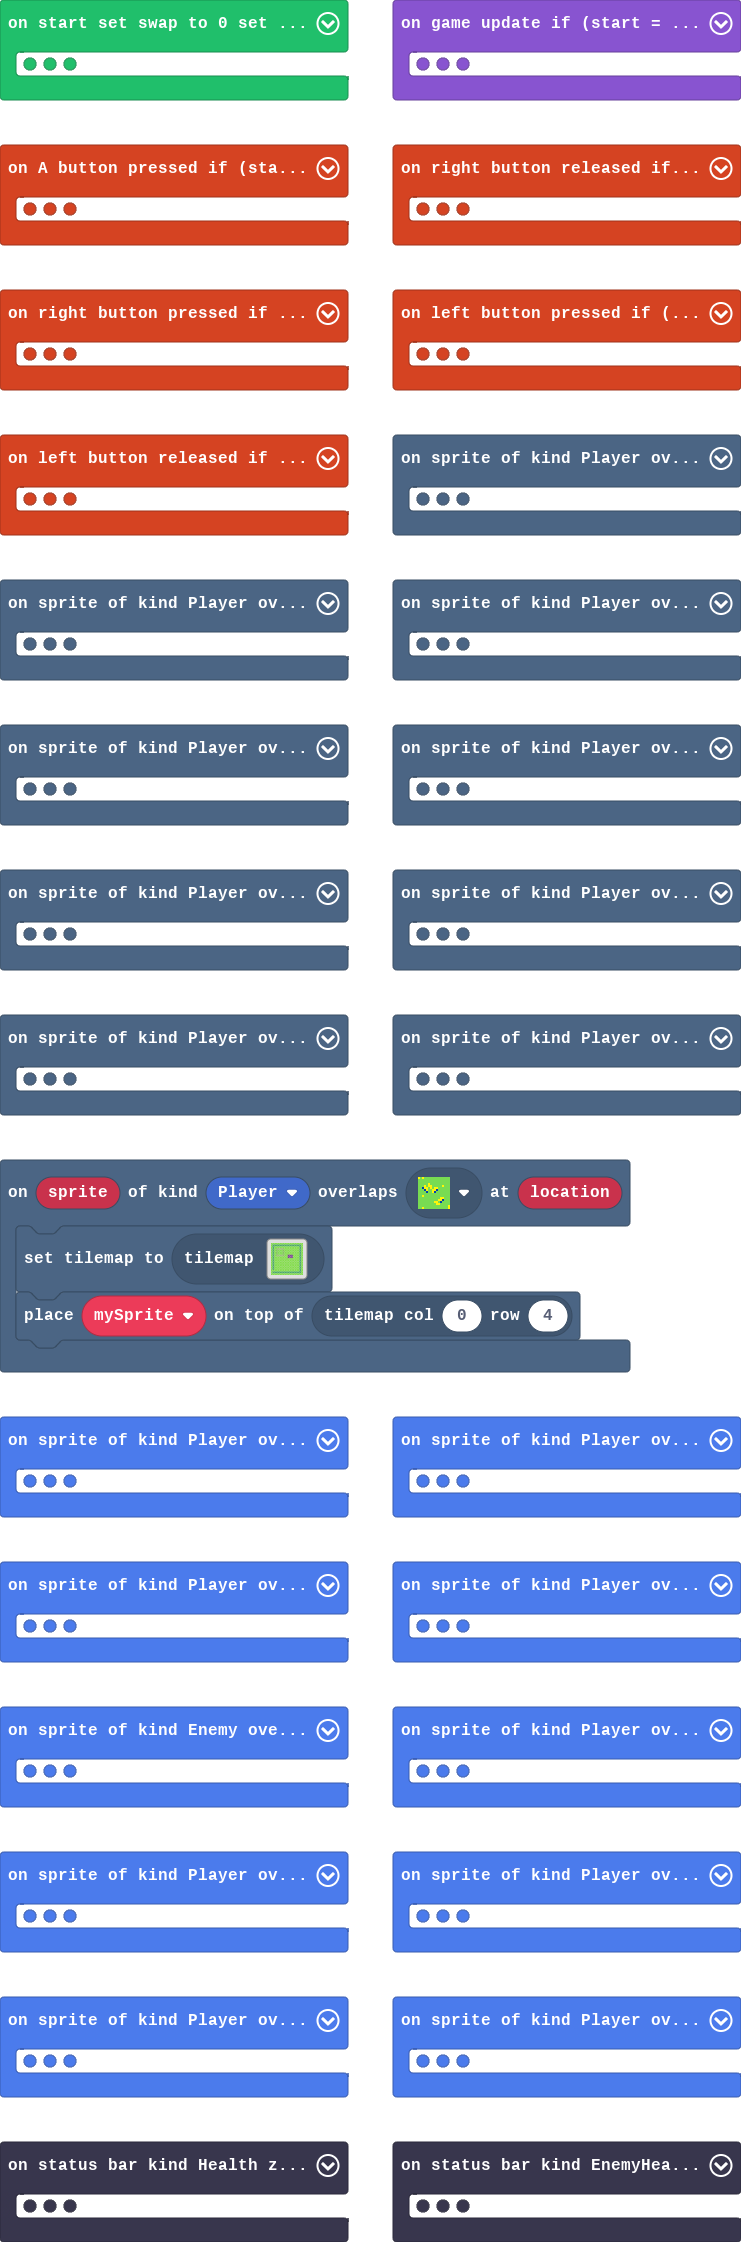 on start set swap to 0 set ...
on game update if (start = ...
on A button pressed if (sta...
on right button released if...
on right button pressed if ...
on left button pressed if (...
on left button released if ...
on sprite of kind Player ov...
on sprite of kind Player ov...
on sprite of kind Player ov...
on sprite of kind Player ov...
on sprite of kind Player ov...
on sprite of kind Player ov...
on sprite of kind Player ov...
on sprite of kind Player ov...
on sprite of kind Player ov...
on sprite of kind Player overlaps at location
set tilemap to tilemap
place mySprite on top of tilemap col 0 row 4
on sprite of kind Player ov...
on sprite of kind Player ov...
on sprite of kind Player ov...
on sprite of kind Player ov...
on sprite of kind Enemy ove...
on sprite of kind Player ov...
on sprite of kind Player ov...
on sprite of kind Player ov...
on sprite of kind Player ov...
on sprite of kind Player ov...
on status bar kind Health z...
on status bar kind EnemyHea...